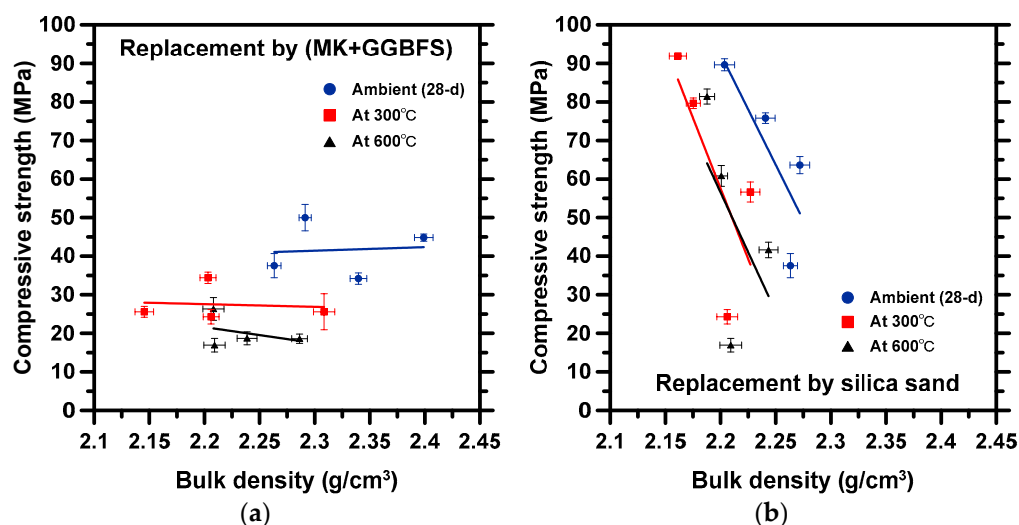 100
90
80
70
60
50
40
30
20
10
0
Compressive strength (MPa)
Replacement by (MK+GGBFS)
Ambient (28-d)
At 300°C
At 600°C
2.1 2.15 2.2 2.25 2.3 2.35 2.4 2.45
Bulk density (g/cm³)
(a)
100
90
80
70
60
50
40
30
20
10
0
Compressive strength (MPa)
Ambient (28-d)
At 300°C
At 600°C
Replacement by silica sand
2.1 2.15 2.2 2.25 2.3 2.35 2.4 2.45
Bulk density (g/cm³)
(b)